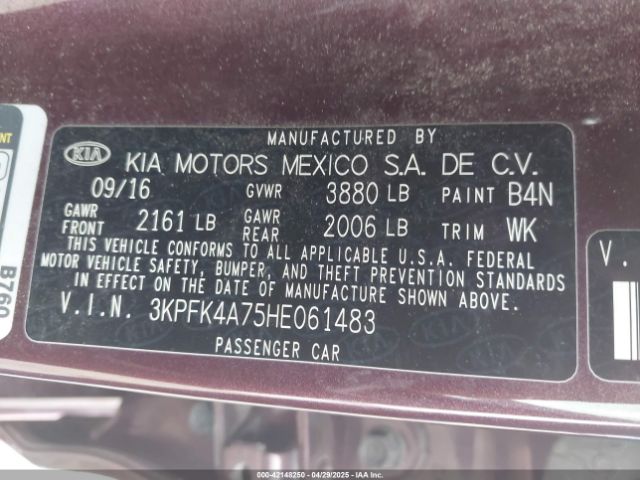 MANUFACTURED BY
KIA KIA MOTORS MEXICO S.A. DE C.V.
09/16 GVWR 3880 LB PAINT B4N
GAWR FRONT 2161 LB GAWR REAR 2006 LB TRIM WK
THIS VEHICLE CONFORMS TO ALL APPLICABLE U.S.A. FEDERAL
MOTOR VEHICLE SAFETY, BUMPER, AND THEFT PREVENTION STANDARDS
IN EFFECT ON THE DATE OF MANUFACTURE SHOWN ABOVE.
V.I.N. 3KPFK4A75HE061483
PASSENGER CAR
B760
V.
000-42148250 04/29/2025 IAAI.COM